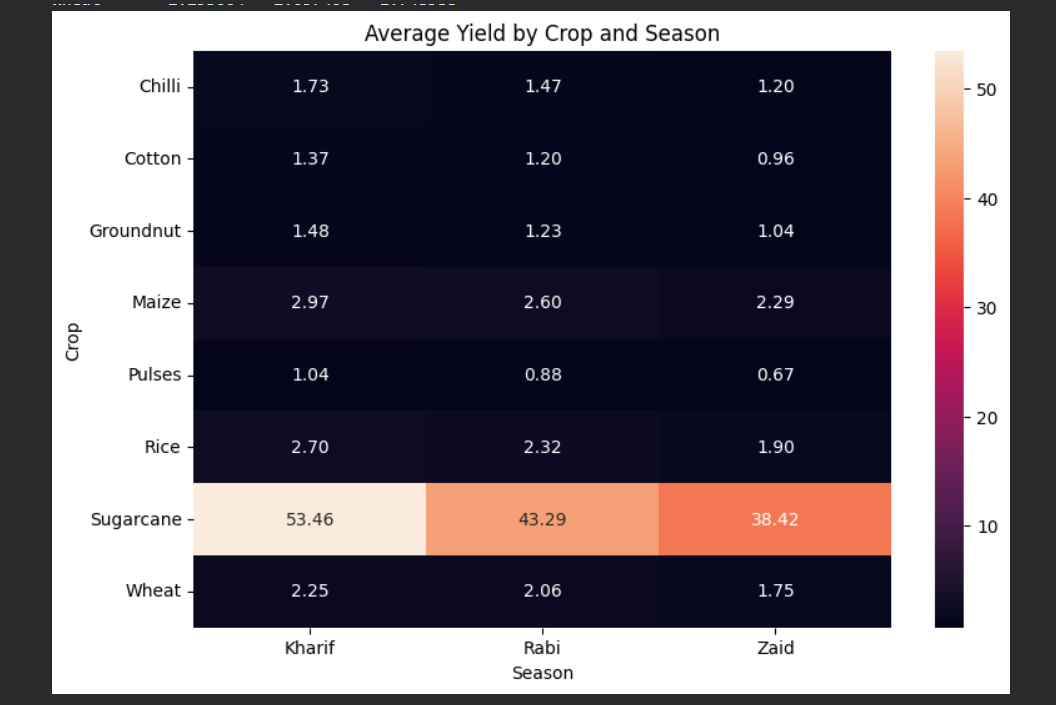 Average Yield by Crop and Season
Chilli 1.73 1.47 1.20
50
Cotton 1.37 1.20 0.96
40
Groundnut 1.48 1.23 1.04
Maize 2.97 2.60 2.29
30
Crop
Pulses 1.04 0.88 0.67
20
Rice 2.70 2.32 1.90
Sugarcane 53.46 43.29 38.42
10
Wheat 2.25 2.06 1.75
Kharif Rabi Zaid
Season